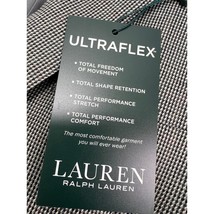 ULTRAFLEX
• TOTAL FREEDOM
OF MOVEMENT
• TOTAL SHAPE RETENTION
• TOTAL PERFORMANCE
STRETCH
• TOTAL PERFORMANCE
COMFORT
The most comfortable garment
you will ever wear!
LAUREN
RALPH LAUREN